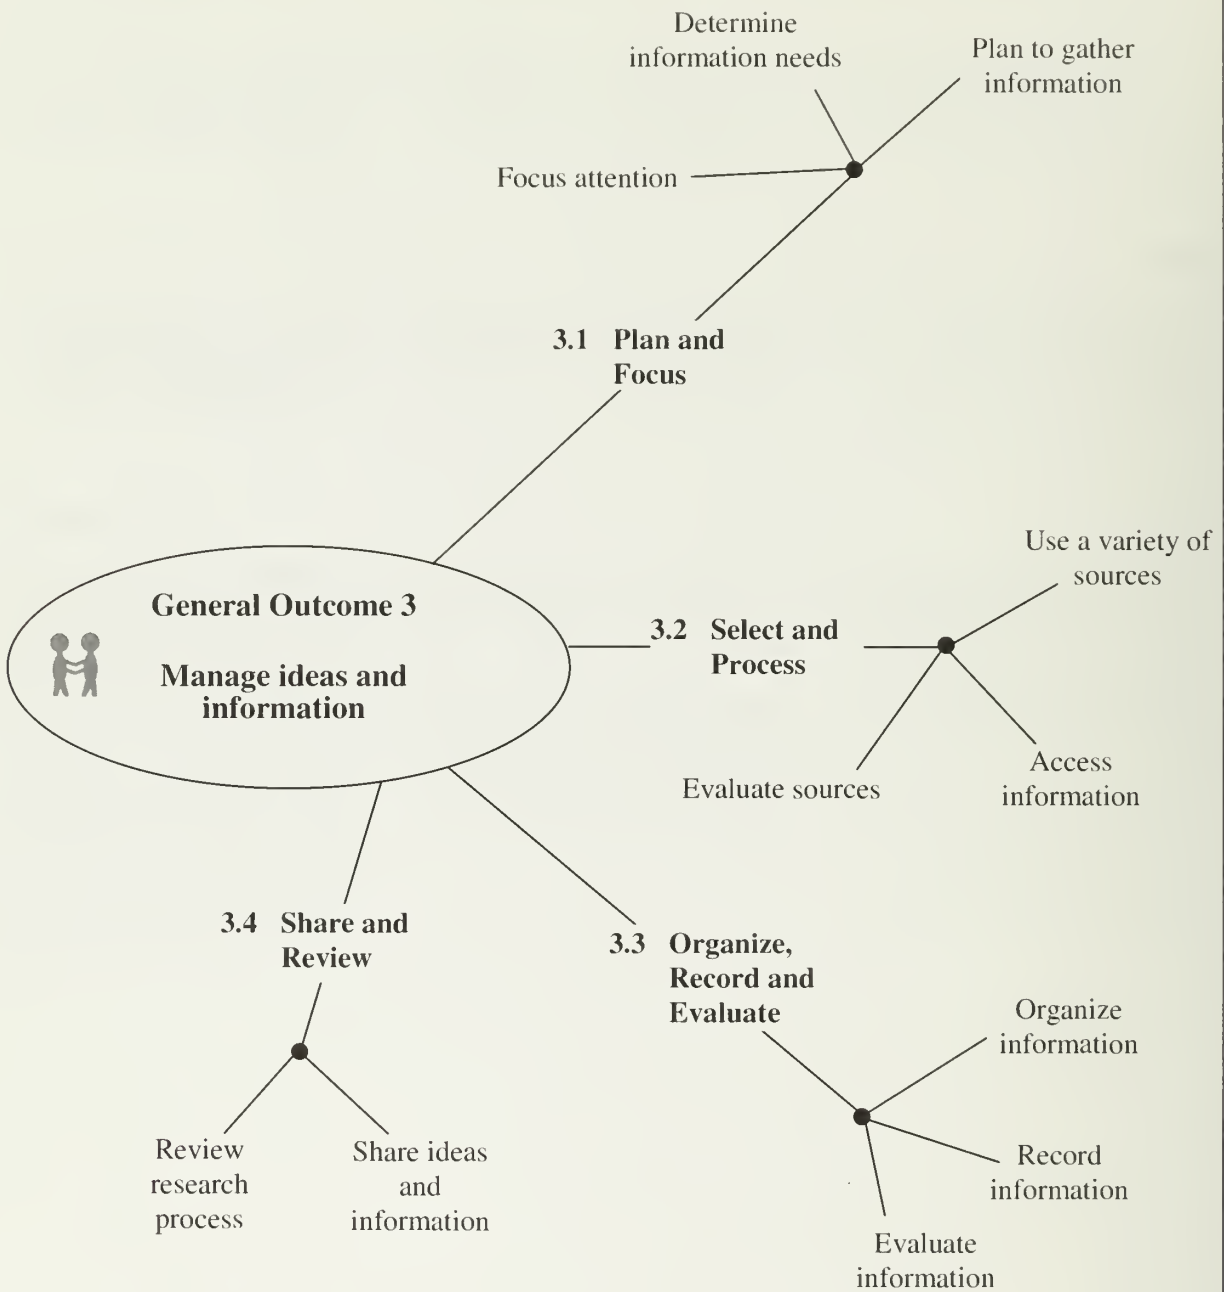 Determine
information needs
Plan to gather
information
Focus attention
3.1 Plan and
Focus
General Outcome 3
Manage ideas and
information
3.2 Select and
Process
Use a variety of
sources
Access
information
Evaluate sources
3.3 Organize,
Record and
Evaluate
Organize
information
Record
information
Evaluate
information
3.4 Share and
Review
Review
research
process
Share ideas
and
information